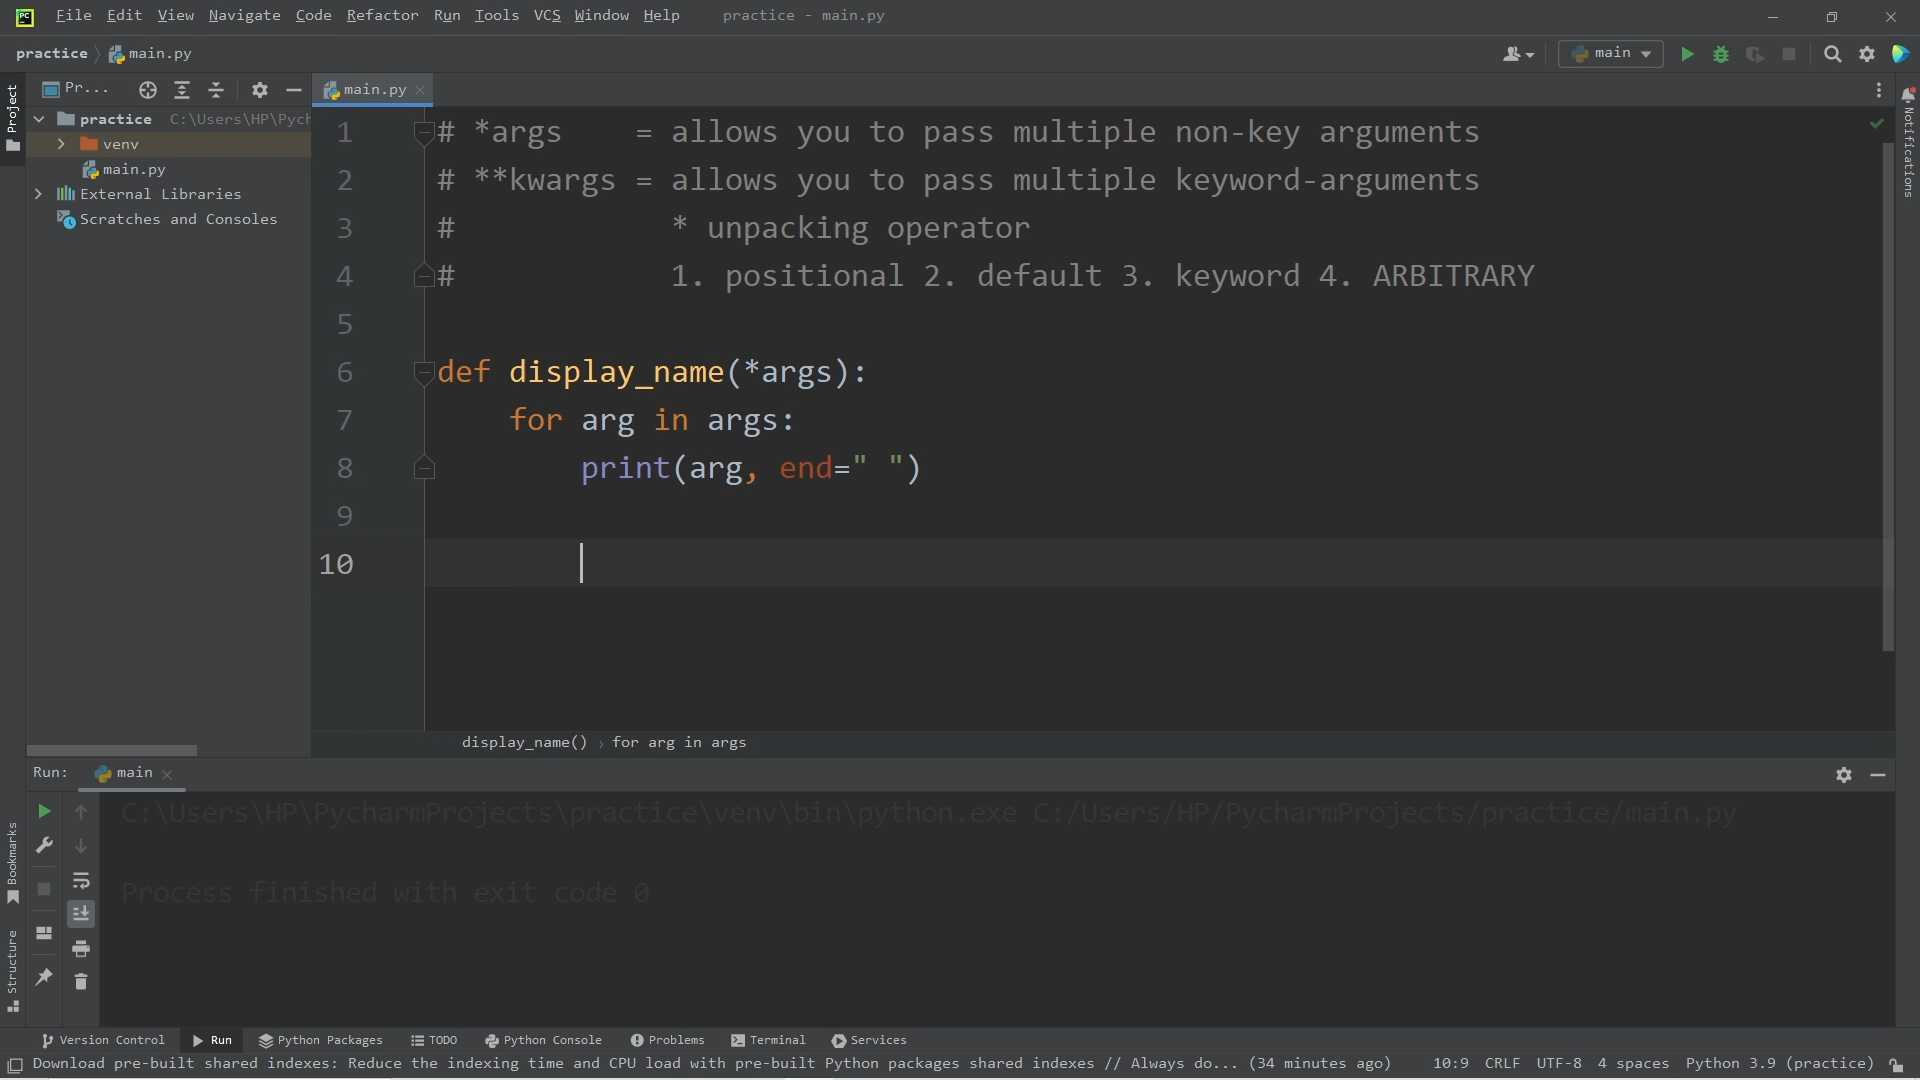 File Edit View Navigate Code Refactor Run Tools VCS Window Help practice - main.py
practice main.py
main
Pr...
main.py
Project
practice C:\Users\HP\Pych
venv
main.py
External Libraries
Scratches and Consoles
Notifications
1 # *args    = allows you to pass multiple non-key arguments
2 # **kwargs = allows you to pass multiple keyword-arguments
3 #            * unpacking operator
4 #            1. positional 2. default 3. keyword 4. ARBITRARY
5
6 def display_name(*args):
7     for arg in args:
8         print(arg, end=" ")
9
10
display_name() › for arg in args
Run: main
C:\Users\HP\PycharmProjects\practice\venv\bin\python.exe C:/Users/HP/PycharmProjects/practice/main.py
Process finished with exit code 0
Bookmarks
Structure
Version Control Run Python Packages TODO Python Console Problems Terminal Services
Download pre-built shared indexes: Reduce the indexing time and CPU load with pre-built Python packages shared indexes // Always do... (34 minutes ago) 10:9 CRLF UTF-8 4 spaces Python 3.9 (practice)